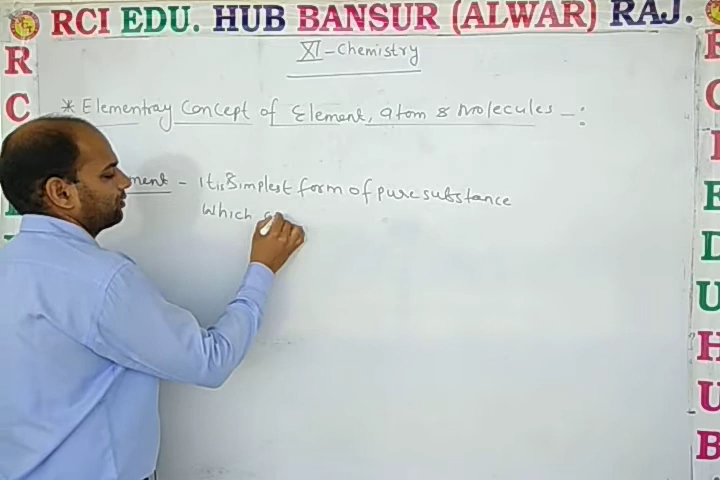 RCI EDU. HUB BANSUR (ALWAR) RAJ.
XI - Chemistry
* Elementray Concept of Element, atom & Molecules - :
ment - It is Simplest form of pure substance
Which
R
C
E
D
U
H
U
B